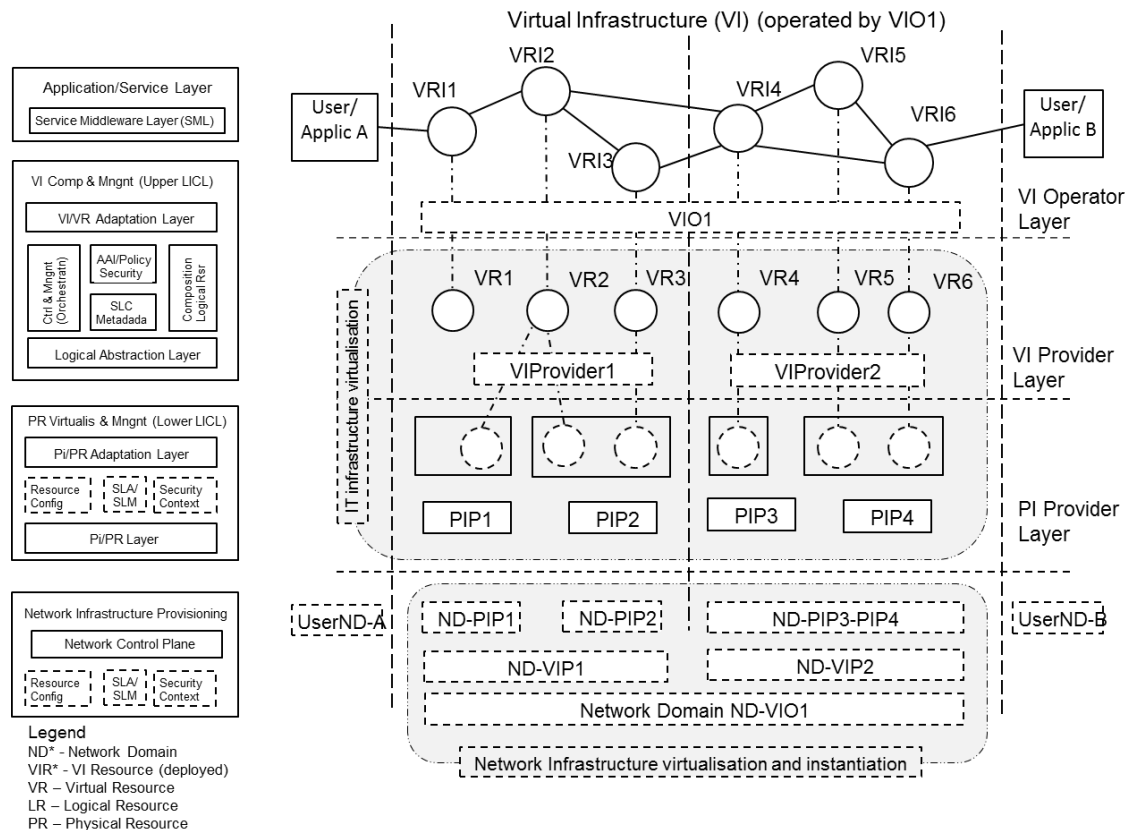 Virtual Infrastructure (VI) (operated by VIO1)
Application/Service Layer
Service Middleware Layer (SML)
VI Comp & Mngnt (Upper LICL)
VI/VR Adaptation Layer
Ctrl & Mngnt
(Orchestratn)
AAI/Policy
Security
SLC
Metadada
Composition
Logical Rsr
Logical Abstraction Layer
PR Virtualis & Mngnt (Lower LICL)
Pi/PR Adaptation Layer
Resource
Config
SLA/
SLM
Security
Context
Pi/PR Layer
Network Infrastructure Provisioning
Network Control Plane
Resource
Config
SLA/
SLM
Security
Context
Legend
ND* - Network Domain
VIR* - VI Resource (deployed)
VR – Virtual Resource
LR – Logical Resource
PR – Physical Resource
User/
Applic A
VRI1
VRI2
VRI3
VRI4
VRI5
VRI6
User/
Applic B
VIO1
VI Operator
Layer
IT infrastructure virtualisation
VR1
VR2
VR3
VR4
VR5
VR6
VIProvider1
VIProvider2
VI Provider
Layer
PIP1
PIP2
PIP3
PIP4
PI Provider
Layer
UserND-A
ND-PIP1
ND-PIP2
ND-PIP3-PIP4
UserND-B
ND-VIP1
ND-VIP2
Network Domain ND-VIO1
Network Infrastructure virtualisation and instantiation